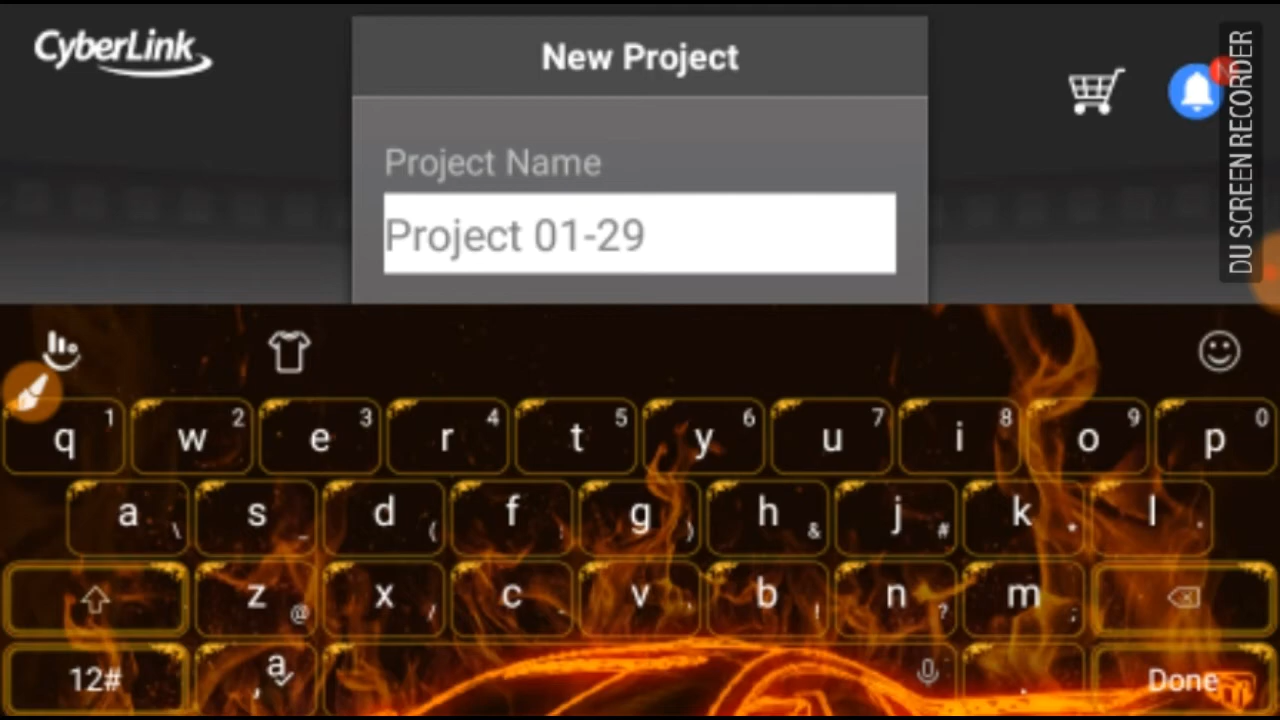 CyberLink
New Project
N
DU SCREEN RECORDER
Project Name
Project 01-29
q 1 w 2 e 3 r 4 t 5 y 6 u 7 i 8 o 9 p 0
a \ s _ d ( f g ) h & j # k * l
z @ x / c - v b ! n ? m ;
12# , a . Done